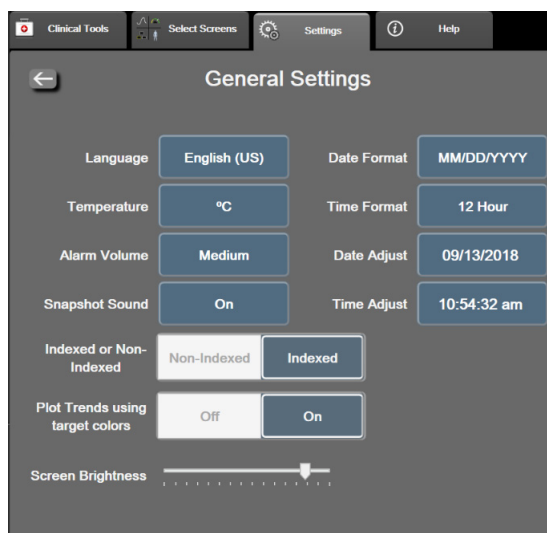 Clinical Tools
Select Screens
Settings
Help
General Settings
Language
English (US)
Date Format
MM/DD/YYYY
Temperature
ºC
Time Format
12 Hour
Alarm Volume
Medium
Date Adjust
09/13/2018
Snapshot Sound
On
Time Adjust
10:54:32 am
Indexed or Non-
Indexed
Non-Indexed
Indexed
Plot Trends using
target colors
Off
On
Screen Brightness